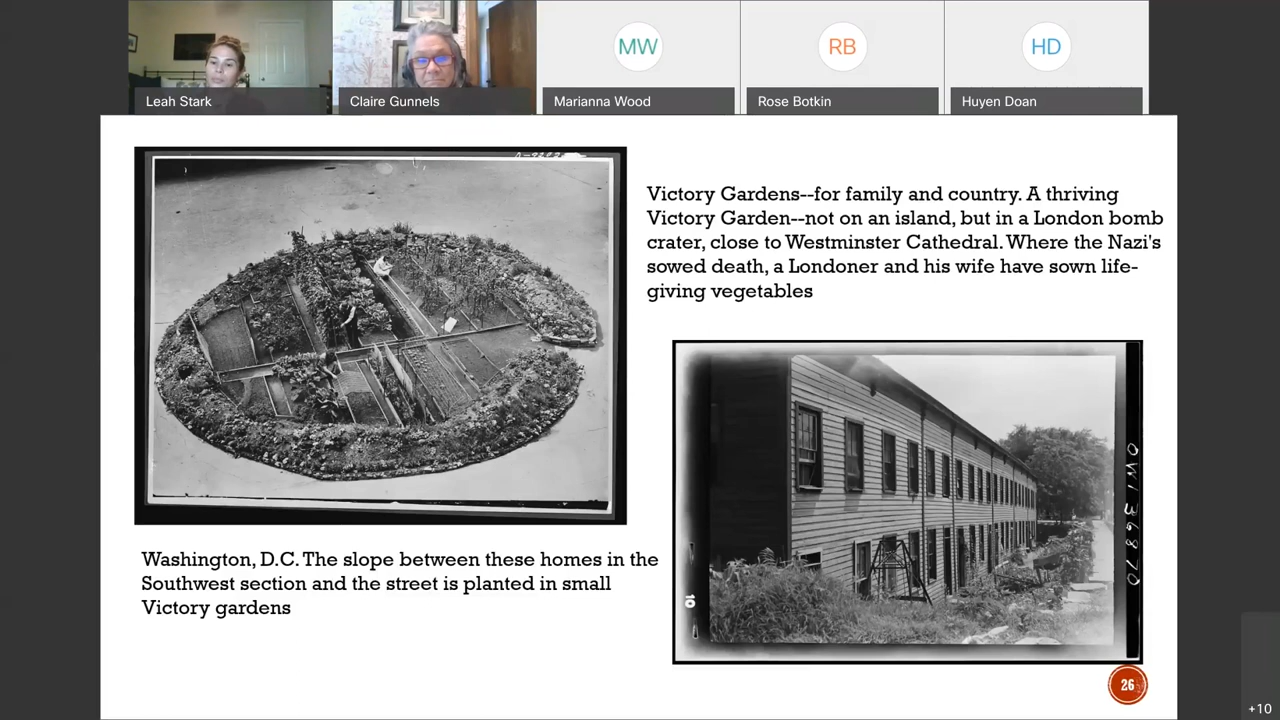 MW
RB
HD
Leah Stark
Claire Gunnels
Marianna Wood
Rose Botkin
Huyen Doan
Victory Gardens--for family and country. A thriving
Victory Garden--not on an island, but in a London bomb
crater, close to Westminster Cathedral. Where the Nazi's
sowed death, a Londoner and his wife have sown life-
giving vegetables
OWI 36870
10
Washington, D.C. The slope between these homes in the
Southwest section and the street is planted in small
Victory gardens
26
+10